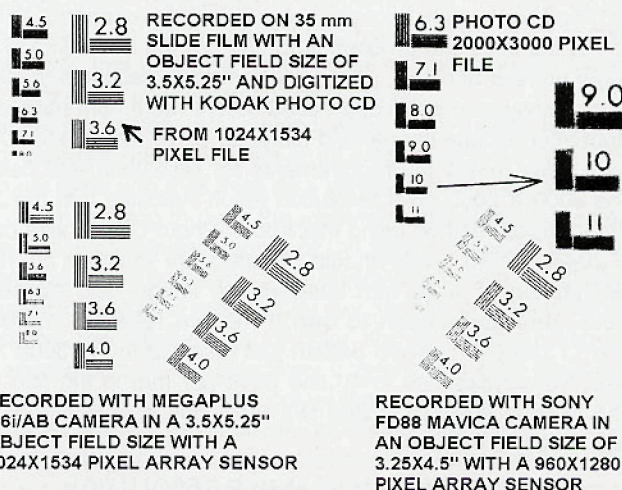 4.5
5.0
5.6
6.3
7.1
8.0
2.8
3.2
3.6
RECORDED ON 35 mm
SLIDE FILM WITH AN
OBJECT FIELD SIZE OF
3.5X5.25" AND DIGITIZED
WITH KODAK PHOTO CD
FROM 1024X1534
PIXEL FILE
6.3
7.1
8.0
9.0
10
11
PHOTO CD
2000X3000 PIXEL
FILE
9.0
10
11
4.5
5.0
5.6
6.3
7.1
8.0
2.8
3.2
3.6
4.0
4.5
5.0
5.6
2.8
3.2
3.6
4.0
ECORDED WITH MEGAPLUS
6i/AB CAMERA IN A 3.5X5.25"
BJECT FIELD SIZE WITH A
024X1534 PIXEL ARRAY SENSOR
4.5
2.8
3.2
3.6
4.0
RECORDED WITH SONY
FD88 MAVICA CAMERA IN
AN OBJECT FIELD SIZE OF
3.25X4.5" WITH A 960X1280
PIXEL ARRAY SENSOR